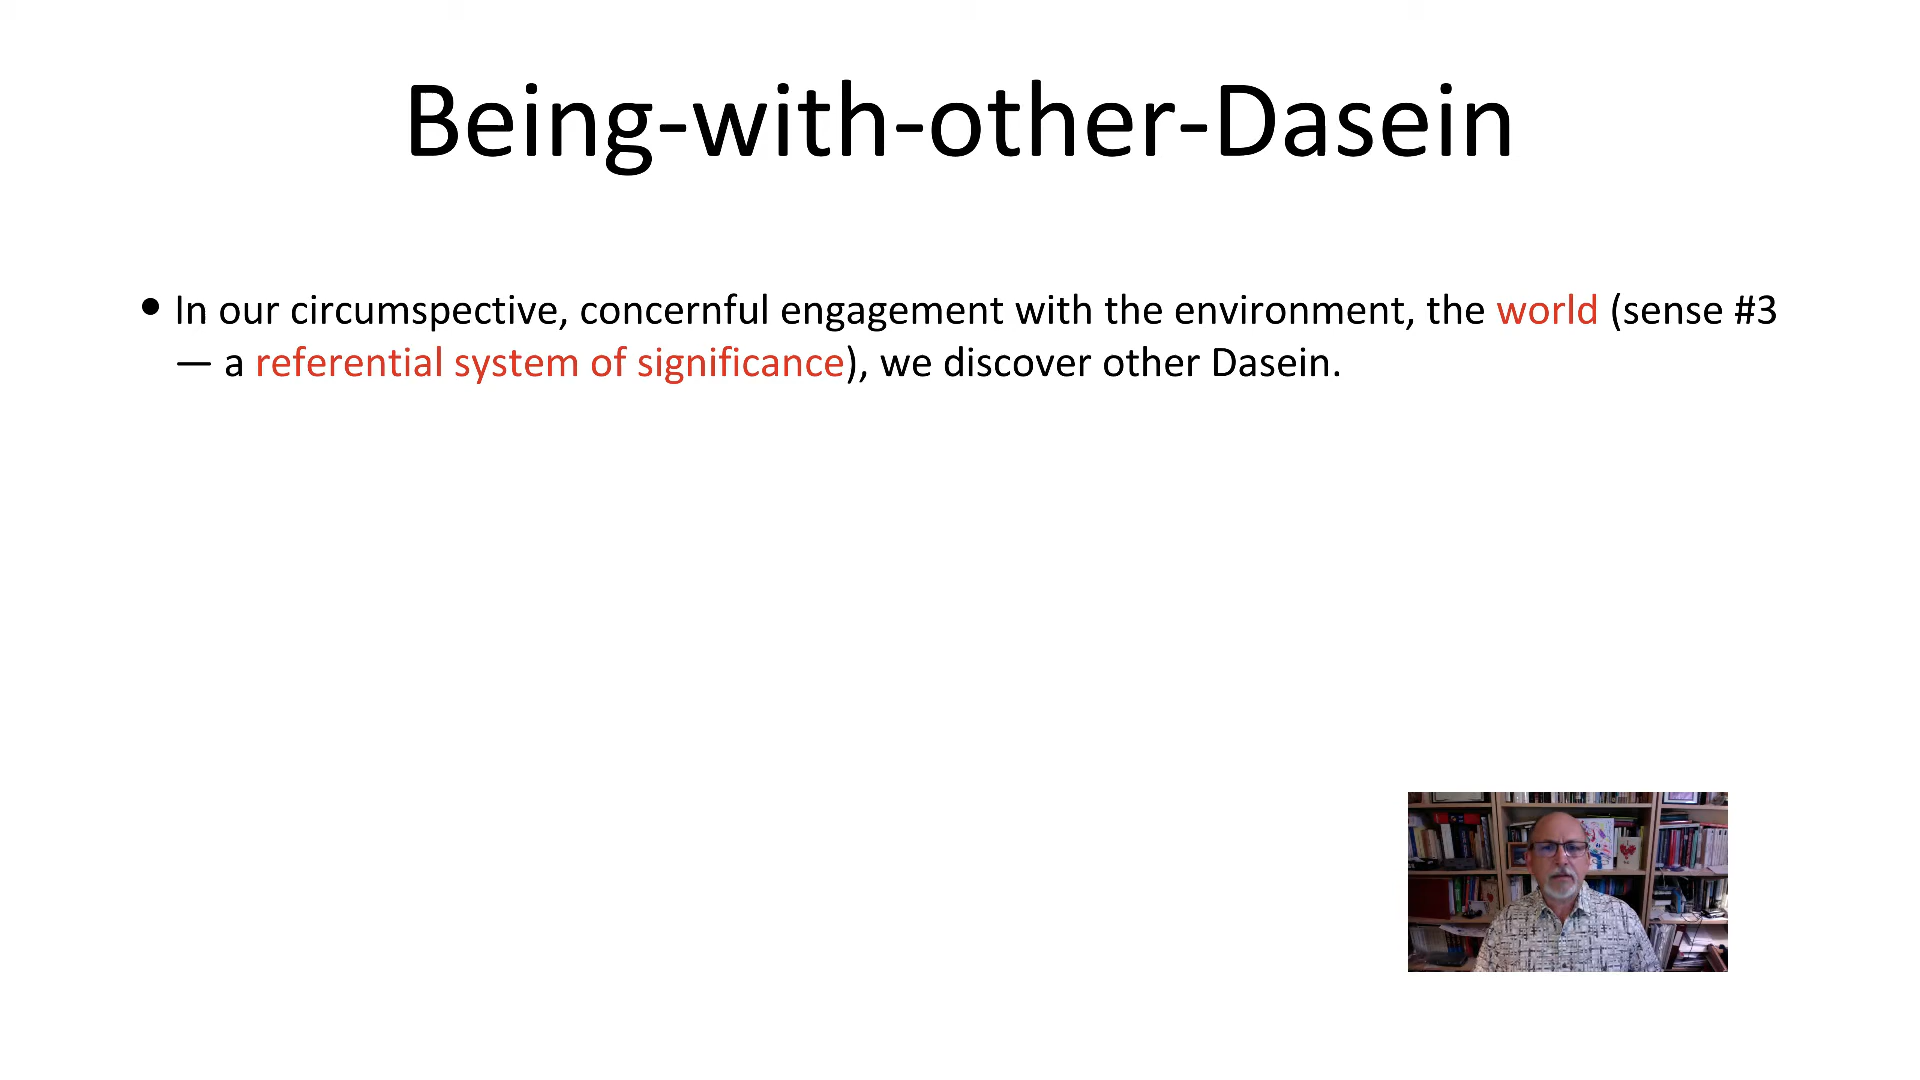 Being-with-other-Dasein
• In our circumspective, concernful engagement with the environment, the world (sense #3
— a referential system of significance), we discover other Dasein.